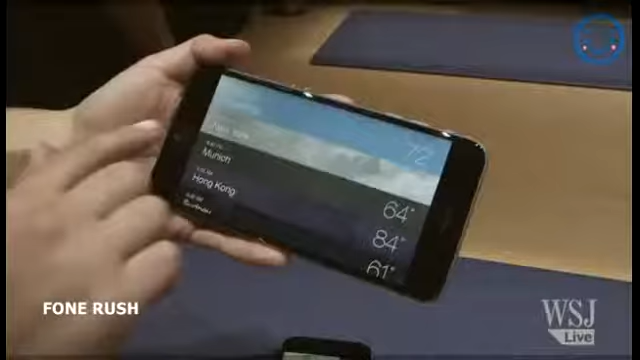 New York
72°
Munich
64°
Hong Kong
84°
61°
FONE RUSH
WSJ
Live